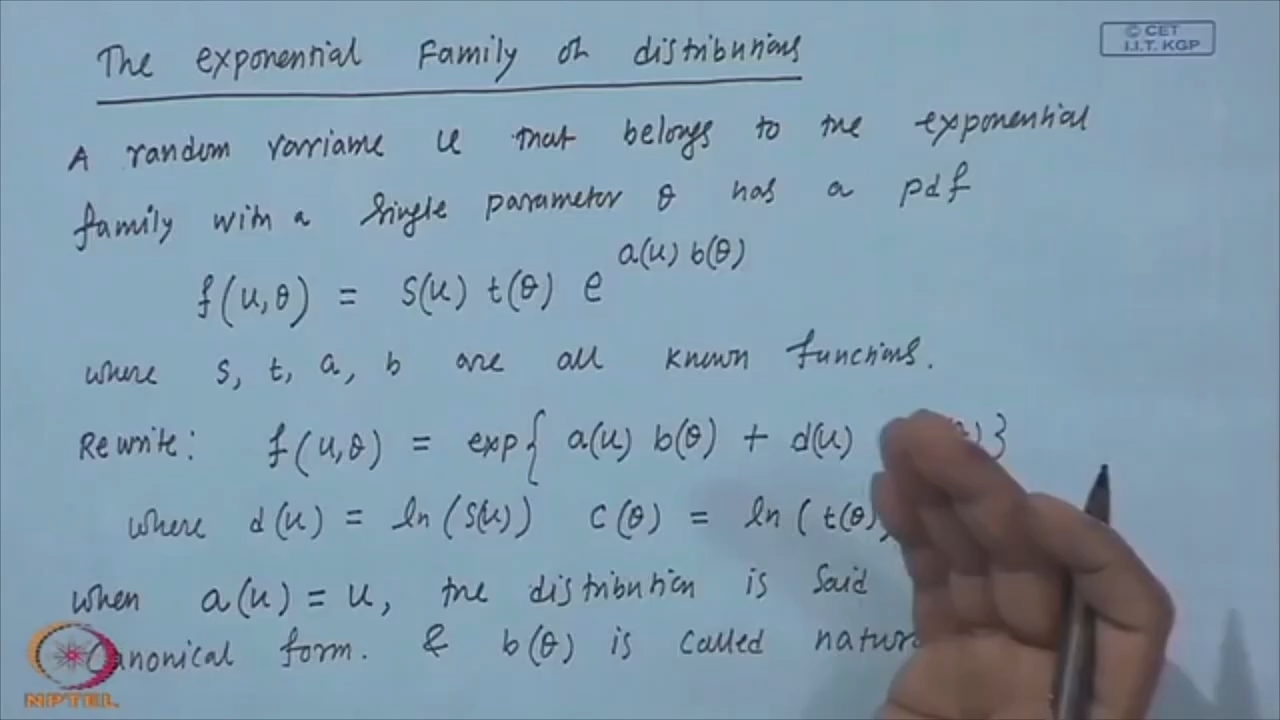 The exponential Family of distributions
© CET
I.I.T. KGP
A random variable u that belongs to the exponential
family with a single parameter θ has a pdf
f(u,θ) = s(u) t(θ) e^{a(u) b(θ)}
where s, t, a, b are all known functions.
Rewrite: f(u,θ) = exp{ a(u) b(θ) + d(u) θ)}
where d(u) = ln(s(u)) c(θ) = ln(t(θ)
when a(u) = u, the distribution is said
Canonical form. & b(θ) is called natur
NPTEL